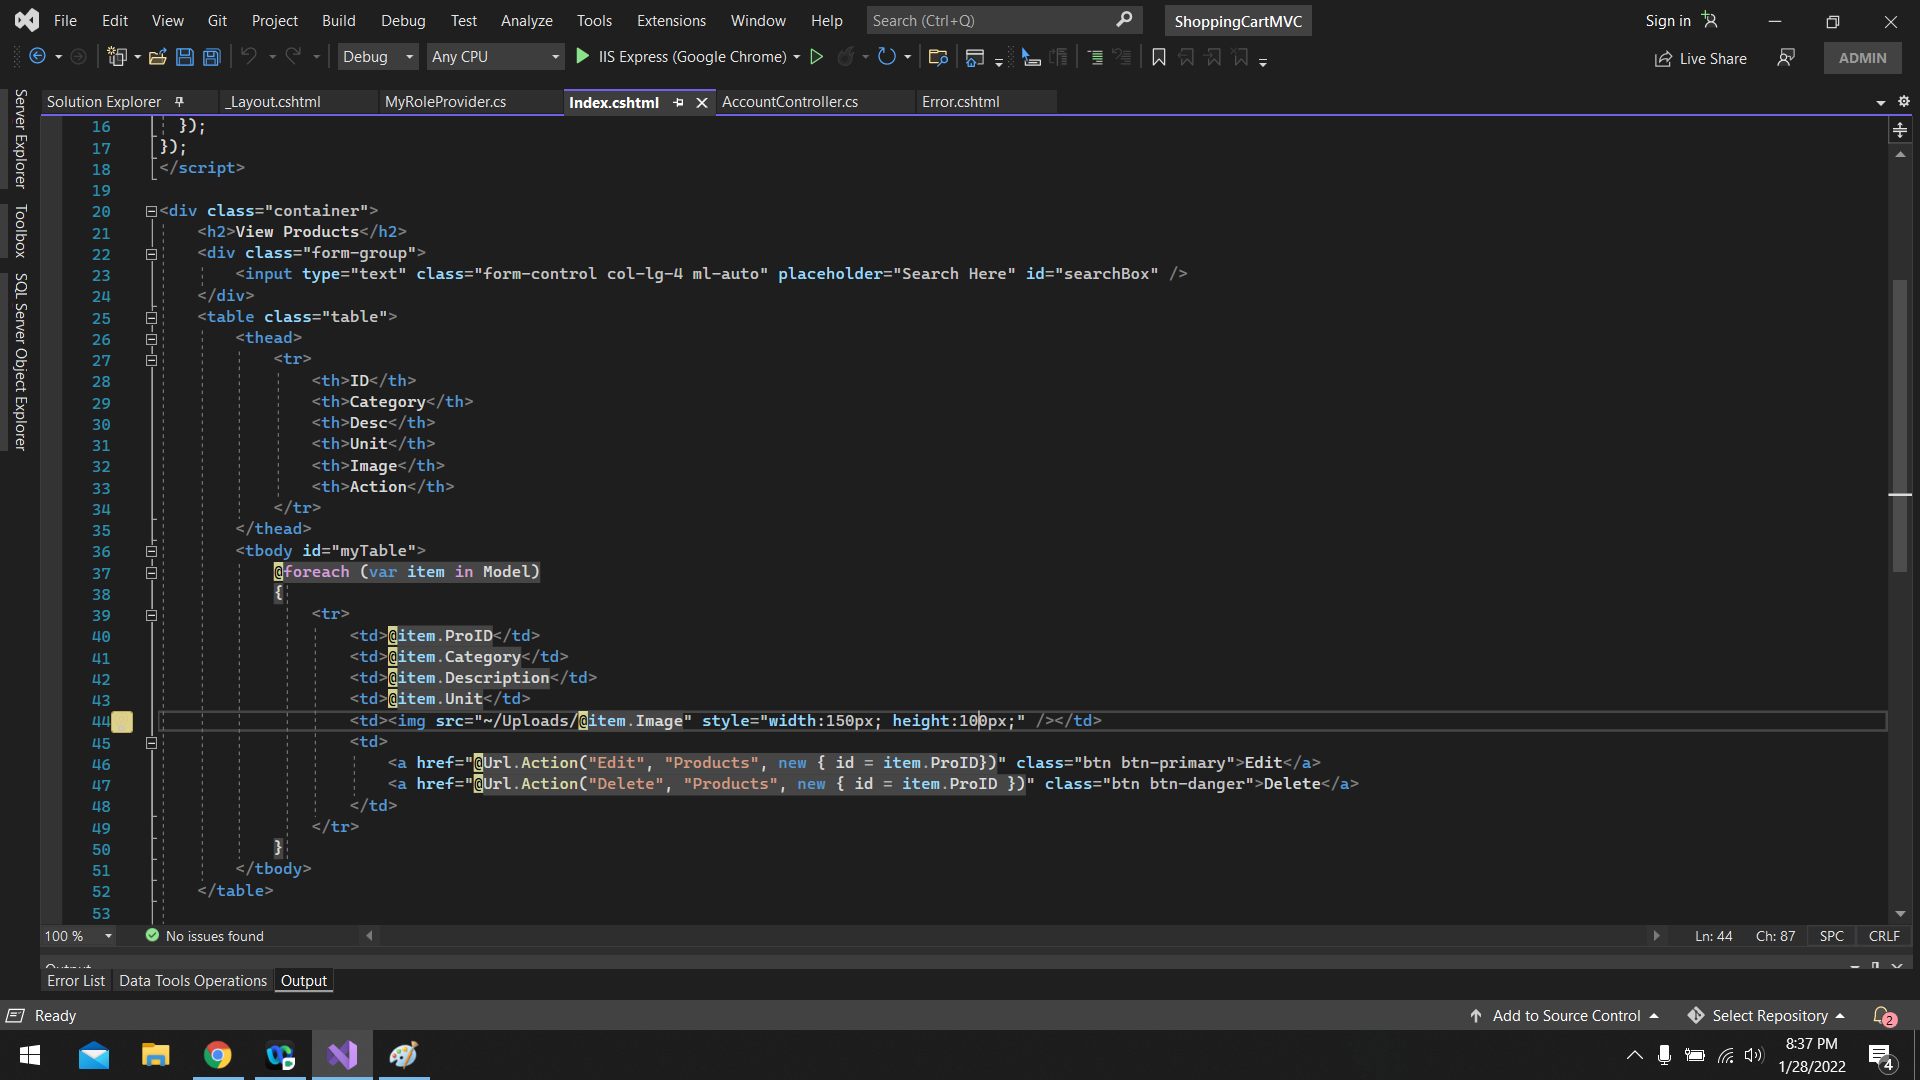 File Edit View Git Project Build Debug Test Analyze Tools Extensions Window Help Search (Ctrl+Q) ShoppingCartMVC Sign in
Debug Any CPU IIS Express (Google Chrome) Live Share ADMIN
Solution Explorer _Layout.cshtml MyRoleProvider.cs Index.cshtml AccountController.cs Error.cshtml
Server Explorer
Toolbox
SQL Server Object Explorer
16 });
17 });
18 </script>
19
20 <div class="container">
21 <h2>View Products</h2>
22 <div class="form-group">
23 <input type="text" class="form-control col-lg-4 ml-auto" placeholder="Search Here" id="searchBox" />
24 </div>
25 <table class="table">
26 <thead>
27 <tr>
28 <th>ID</th>
29 <th>Category</th>
30 <th>Desc</th>
31 <th>Unit</th>
32 <th>Image</th>
33 <th>Action</th>
34 </tr>
35 </thead>
36 <tbody id="myTable">
37 @foreach (var item in Model)
38 {
39 <tr>
40 <td>@item.ProID</td>
41 <td>@item.Category</td>
42 <td>@item.Description</td>
43 <td>@item.Unit</td>
44 <td><img src="~/Uploads/@item.Image" style="width:150px; height:100px;" /></td>
45 <td>
46 <a href="@Url.Action("Edit", "Products", new { id = item.ProID})" class="btn btn-primary">Edit</a>
47 <a href="@Url.Action("Delete", "Products", new { id = item.ProID })" class="btn btn-danger">Delete</a>
48 </td>
49 </tr>
50 }
51 </tbody>
52 </table>
53
100 % No issues found Ln: 44 Ch: 87 SPC CRLF
Output
Error List Data Tools Operations Output
Ready Add to Source Control Select Repository 2
8:37 PM
1/28/2022 4